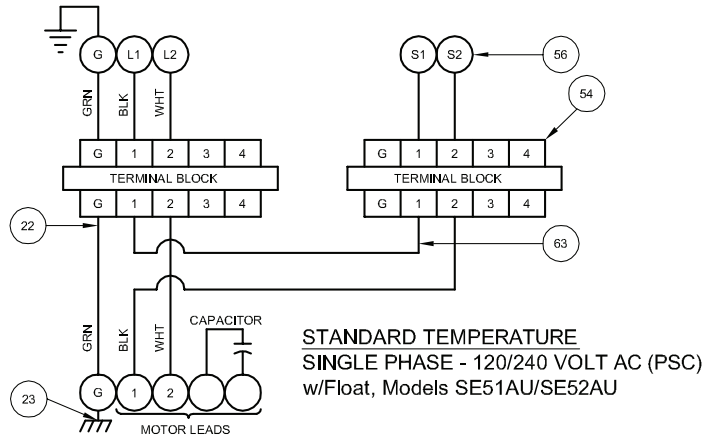 G L1 L2 S1 S2 56
54
GRN BLK WHT
G 1 2 3 4 G 1 2 3 4
TERMINAL BLOCK TERMINAL BLOCK
G 1 2 3 4 G 1 2 3 4
22 63
GRN BLK WHT
CAPACITOR
STANDARD TEMPERATURE
SINGLE PHASE - 120/240 VOLT AC (PSC)
w/Float, Models SE51AU/SE52AU
G 1 2
23
MOTOR LEADS